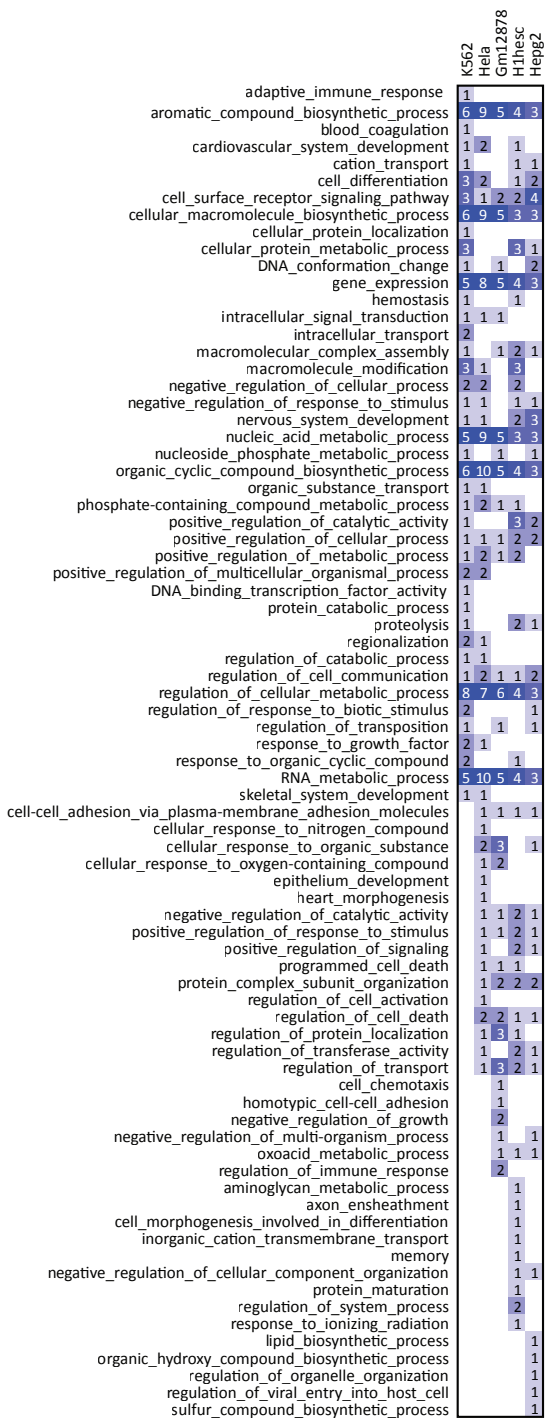 K562 Hela Gm12878 H1hesc Hepg2
adaptive_immune_response 1
aromatic_compound_biosynthetic_process 6 9 5 4 3
blood_coagulation 1
cardiovascular_system_development 1 2 1
cation_transport 1 1 1
cell_differentiation 3 2 1 2
cell_surface_receptor_signaling_pathway 3 1 2 2 4
cellular_macromolecule_biosynthetic_process 6 9 5 3 3
cellular_protein_localization 1
cellular_protein_metabolic_process 3 3 1
DNA_conformation_change 1 1 2
gene_expression 5 8 5 4 3
hemostasis 1 1
intracellular_signal_transduction 1 1 1
intracellular_transport 2
macromolecular_complex_assembly 1 1 2 1
macromolecule_modification 3 1 3
negative_regulation_of_cellular_process 2 2 2
negative_regulation_of_response_to_stimulus 1 1 1 1
nervous_system_development 1 1 2 3
nucleic_acid_metabolic_process 5 9 5 3 3
nucleoside_phosphate_metabolic_process 1 1 1
organic_cyclic_compound_biosynthetic_process 6 10 5 4 3
organic_substance_transport 1 1
phosphate-containing_compound_metabolic_process 1 2 1 1
positive_regulation_of_catalytic_activity 1 3 2
positive_regulation_of_cellular_process 1 1 1 2 2
positive_regulation_of_metabolic_process 1 2 1 2
positive_regulation_of_multicellular_organismal_process 2 2
DNA_binding_transcription_factor_activity 1
protein_catabolic_process 1
proteolysis 1 2 1
regionalization 2 1
regulation_of_catabolic_process 1 1
regulation_of_cell_communication 1 2 1 1 2
regulation_of_cellular_metabolic_process 8 7 6 4 3
regulation_of_response_to_biotic_stimulus 2 1
regulation_of_transposition 1 1 1
response_to_growth_factor 2 1
response_to_organic_cyclic_compound 2 1
RNA_metabolic_process 5 10 5 4 3
skeletal_system_development 1 1
cell-cell_adhesion_via_plasma-membrane_adhesion_molecules 1 1 1 1
cellular_response_to_nitrogen_compound 1
cellular_response_to_organic_substance 2 3 1
cellular_response_to_oxygen-containing_compound 1 2
epithelium_development 1
heart_morphogenesis 1
negative_regulation_of_catalytic_activity 1 1 2 1
positive_regulation_of_response_to_stimulus 1 1 2 1
positive_regulation_of_signaling 1 2 1
programmed_cell_death 1 1 1
protein_complex_subunit_organization 1 2 2 2
regulation_of_cell_activation 1
regulation_of_cell_death 2 2 1 1
regulation_of_protein_localization 1 3 1
regulation_of_transferase_activity 1 2 1
regulation_of_transport 1 3 2 1
cell_chemotaxis 1
homotypic_cell-cell_adhesion 1
negative_regulation_of_growth 2
negative_regulation_of_multi-organism_process 1 1
oxoacid_metabolic_process 1 1 1
regulation_of_immune_response 2
aminoglycan_metabolic_process 1
axon_ensheathment 1
cell_morphogenesis_involved_in_differentiation 1
inorganic_cation_transmembrane_transport 1
memory 1
negative_regulation_of_cellular_component_organization 1 1
protein_maturation 1
regulation_of_system_process 2
response_to_ionizing_radiation 1
lipid_biosynthetic_process 1
organic_hydroxy_compound_biosynthetic_process 1
regulation_of_organelle_organization 1
regulation_of_viral_entry_into_host_cell 1
sulfur_compound_biosynthetic_process 1